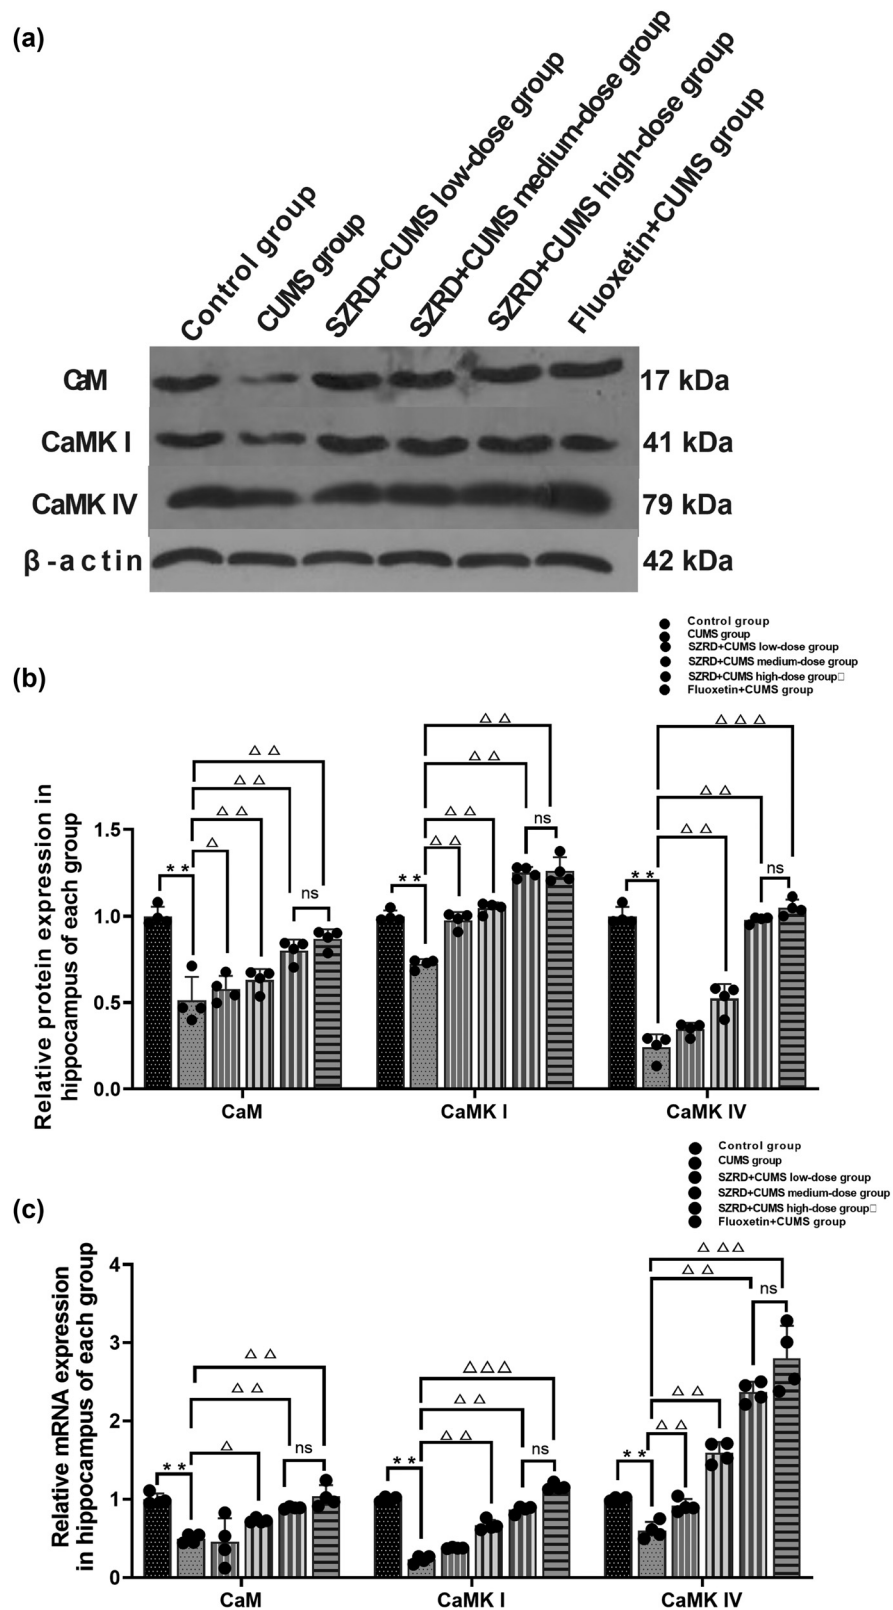 (a)
Control group
CUMS group
SZRD+CUMS low-dose group
SZRD+CUMS medium-dose group
SZRD+CUMS high-dose group
Fluoxetin+CUMS group
CaM
17 kDa
CaMK I
41 kDa
CaMK IV
79 kDa
β-actin
42 kDa
Control group
CUMS group
SZRD+CUMS low-dose group
SZRD+CUMS medium-dose group
SZRD+CUMS high-dose group□
Fluoxetin+CUMS group
(b)
Relative protein expression in
hippocampus of each group
1.5
1.0
0.5
0.0
**
△
△ △
△ △
△ △
ns
**
△ △
△ △
△ △
△ △
ns
**
△ △
△ △
△ △ △
ns
CaM
CaMK I
CaMK IV
Control group
CUMS group
SZRD+CUMS low-dose group
SZRD+CUMS medium-dose group
SZRD+CUMS high-dose group□
Fluoxetin+CUMS group
(c)
Relative mRNA expression
in hippocampus of each group
4
3
2
1
0
**
△
△ △
△ △
ns
**
△ △
△ △
△ △ △
ns
**
△ △
△ △
△ △
△ △ △
ns
CaM
CaMK I
CaMK IV